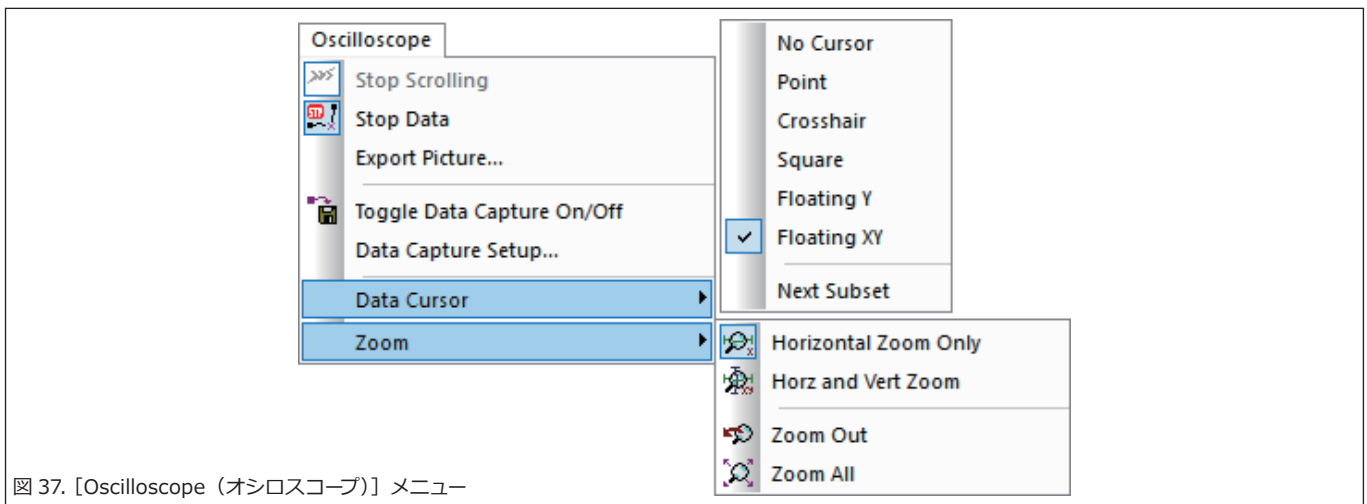 Oscilloscope
Stop Scrolling
STP
Stop Data
Export Picture...
Toggle Data Capture On/Off
Data Capture Setup...
Data Cursor
Zoom
No Cursor
Point
Crosshair
Square
Floating Y
Floating XY
Next Subset
Horizontal Zoom Only
Horz and Vert Zoom
Zoom Out
Zoom All
図 37. [Oscilloscope（オシロスコープ）] メニュー